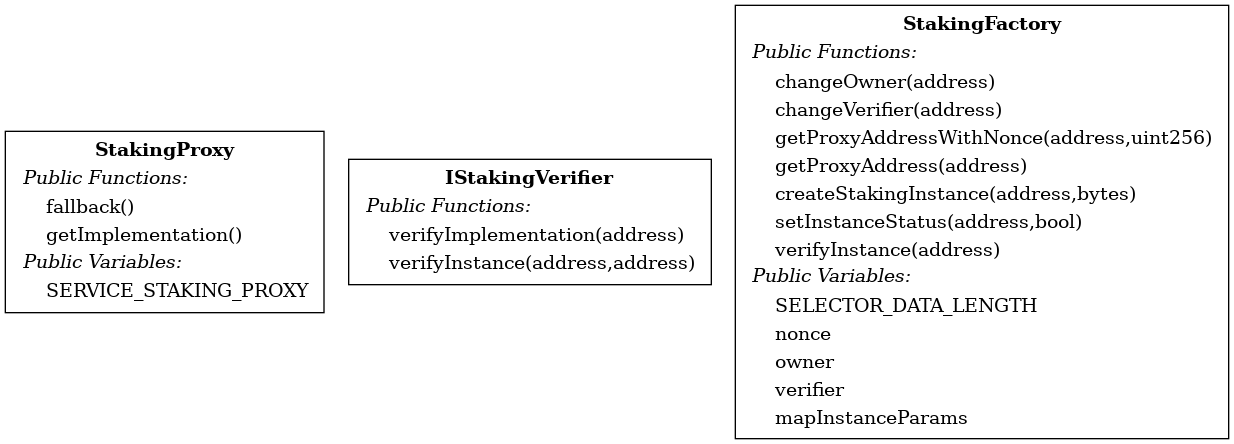 StakingProxy
Public Functions:
fallback()
getImplementation()
Public Variables:
SERVICE_STAKING_PROXY
IStakingVerifier
Public Functions:
verifyImplementation(address)
verifyInstance(address,address)
StakingFactory
Public Functions:
changeOwner(address)
changeVerifier(address)
getProxyAddressWithNonce(address,uint256)
getProxyAddress(address)
createStakingInstance(address,bytes)
setInstanceStatus(address,bool)
verifyInstance(address)
Public Variables:
SELECTOR_DATA_LENGTH
nonce
owner
verifier
mapInstanceParams